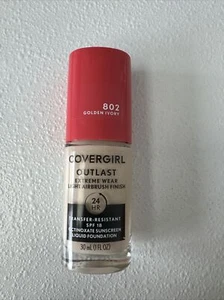 802
GOLDEN IVORY
COVERGIRL
OUTLAST
EXTREME WEAR
LIGHT AIRBRUSH FINISH
24
HR
TRANSFER-RESISTANT
SPF 18
OCTINOXATE SUNSCREEN
LIQUID FOUNDATION
30 ml (1 FL OZ)